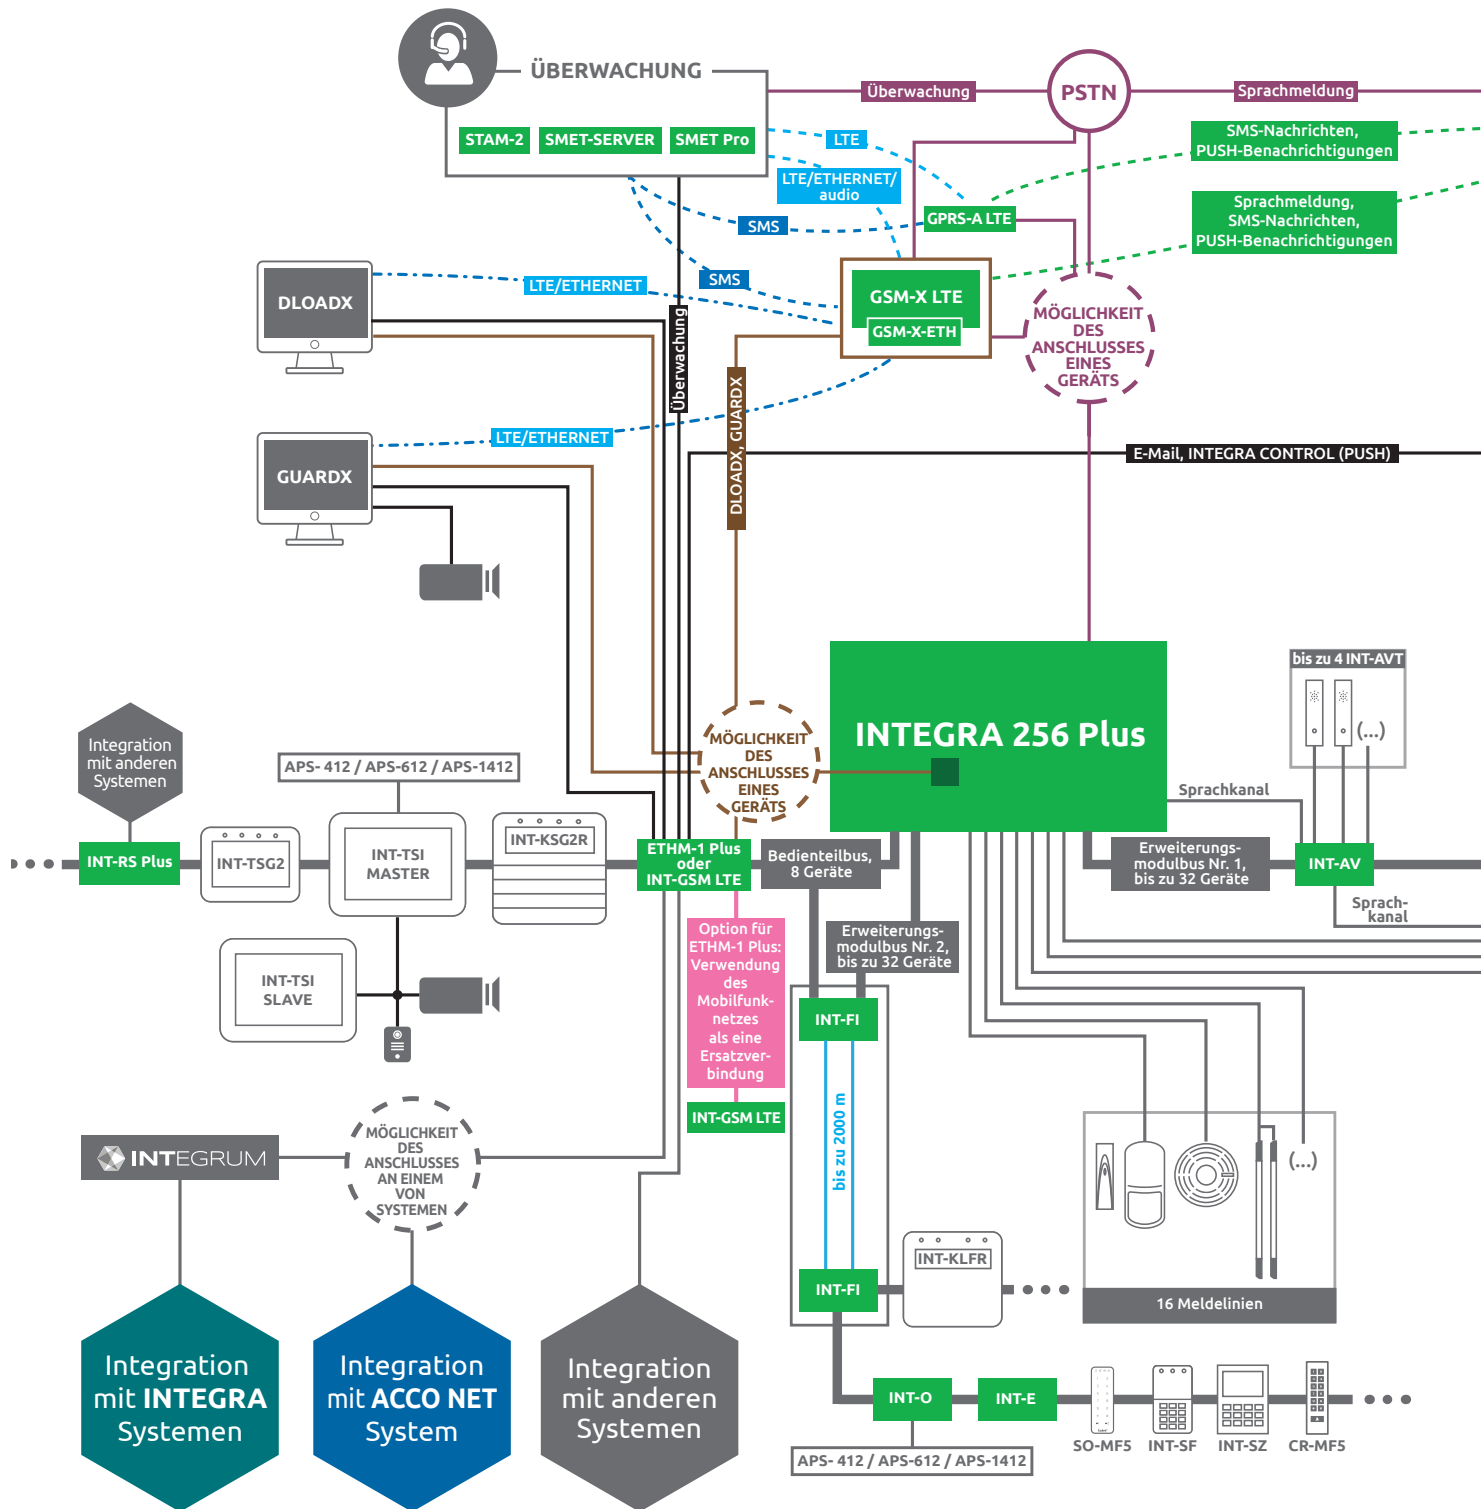 ÜBERWACHUNG
STAM-2
SMET-SERVER
SMET Pro
Überwachung
PSTN
Sprachmeldung
LTE
LTE/ETHERNET/
audio
SMS
SMS
GPRS-A LTE
SMS-Nachrichten,
PUSH-Benachrichtigungen
Sprachmeldung,
SMS-Nachrichten,
PUSH-Benachrichtigungen
DLOADX
LTE/ETHERNET
GSM-X LTE
GSM-X-ETH
MÖGLICHKEIT
DES
ANSCHLUSSES
EINES
GERÄTS
Überwachung
DLOADX, GUARDX
GUARDX
LTE/ETHERNET
E-Mail, INTEGRA CONTROL (PUSH)
INTEGRA 256 Plus
bis zu 4 INT-AVT
(...)
MÖGLICHKEIT
DES
ANSCHLUSSES
EINES
GERÄTS
Integration
mit anderen
Systemen
APS- 412 / APS-612 / APS-1412
Sprachkanal
INT-RS Plus
INT-TSG2
INT-TSI
MASTER
INT-KSG2R
ETHM-1 Plus
oder
INT-GSM LTE
Bedienteilbus,
8 Geräte
Erweiterungs-
modulbus Nr. 1,
bis zu 32 Geräte
INT-AV
Sprach-
kanal
Option für
ETHM-1 Plus:
Verwendung
des
Mobilfunk-
netzes
als eine
Ersatzver-
bindung
Erweiterungs-
modulbus Nr. 2,
bis zu 32 Geräte
INT-TSI
SLAVE
INT-FI
bis zu 2000 m
INT-GSM LTE
INTEGRUM
MÖGLICHKEIT
DES
ANSCHLUSSES
AN EINEM
VON
SYSTEMEN
(...)
INT-KLFR
INT-FI
16 Meldelinien
Integration
mit INTEGRA
Systemen
Integration
mit ACCO NET
System
Integration
mit anderen
Systemen
INT-O
INT-E
SO-MF5
INT-SF
INT-SZ
CR-MF5
APS- 412 / APS-612 / APS-1412